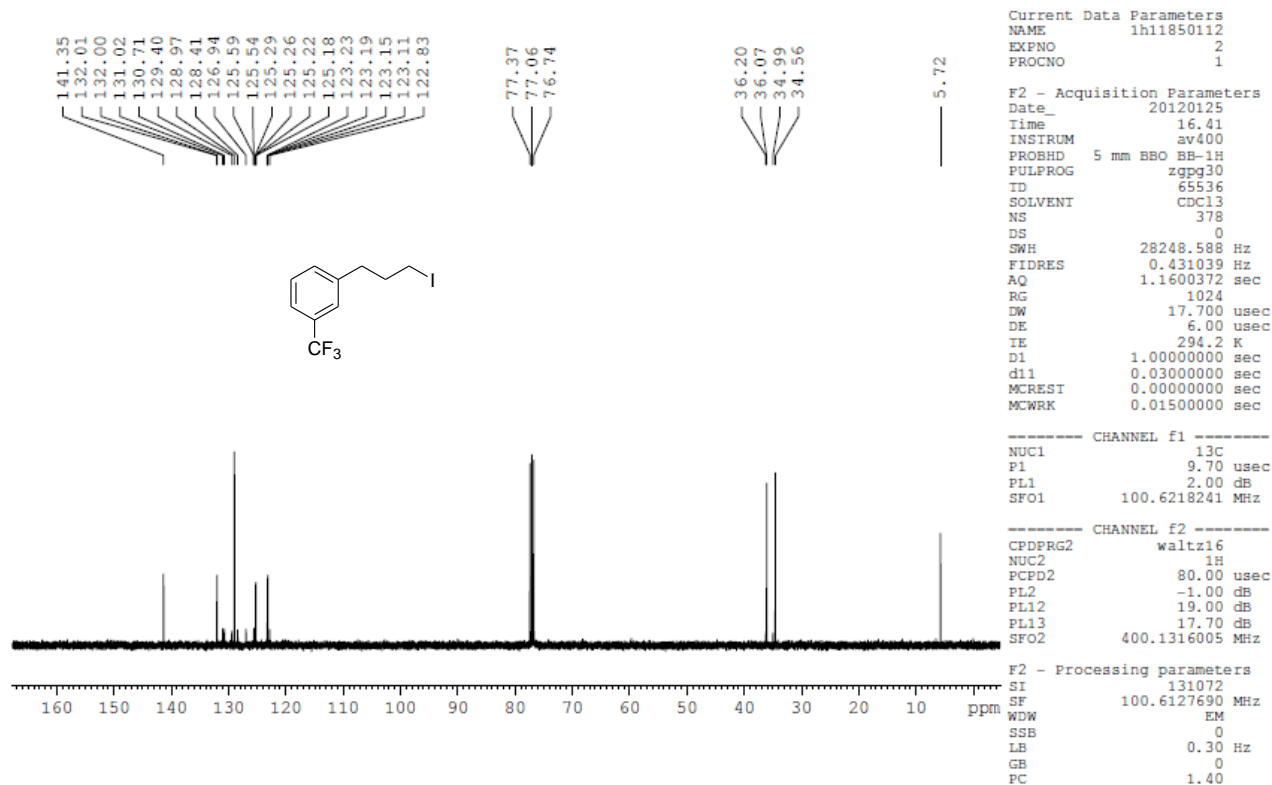 141.35
132.01
132.00
131.02
130.71
129.40
128.97
128.41
126.94
125.59
125.54
125.29
125.26
125.22
125.18
123.23
123.19
123.15
123.11
122.83
77.37
77.06
76.74
36.20
36.07
34.99
34.56
5.72
I
CF3
160 150 140 130 120 110 100 90 80 70 60 50 40 30 20 10 ppm
Current Data Parameters
NAME 1h11850112
EXPNO 2
PROCNO 1
F2 - Acquisition Parameters
Date_ 20120125
Time 16.41
INSTRUM av400
PROBHD 5 mm BBO BB-1H
PULPROG zgpg30
TD 65536
SOLVENT CDCl3
NS 378
DS 0
SWH 28248.588 Hz
FIDRES 0.431039 Hz
AQ 1.1600372 sec
RG 1024
DW 17.700 usec
DE 6.00 usec
TE 294.2 K
D1 1.00000000 sec
d11 0.03000000 sec
MCREST 0.00000000 sec
MCWRK 0.01500000 sec
======== CHANNEL f1 ========
NUC1 13C
P1 9.70 usec
PL1 2.00 dB
SFO1 100.6218241 MHz
======== CHANNEL f2 ========
CPDPRG2 waltz16
NUC2 1H
PCPD2 80.00 usec
PL2 -1.00 dB
PL12 19.00 dB
PL13 17.70 dB
SFO2 400.1316005 MHz
F2 - Processing parameters
SI 131072
SF 100.6127690 MHz
WDW EM
SSB 0
LB 0.30 Hz
GB 0
PC 1.40